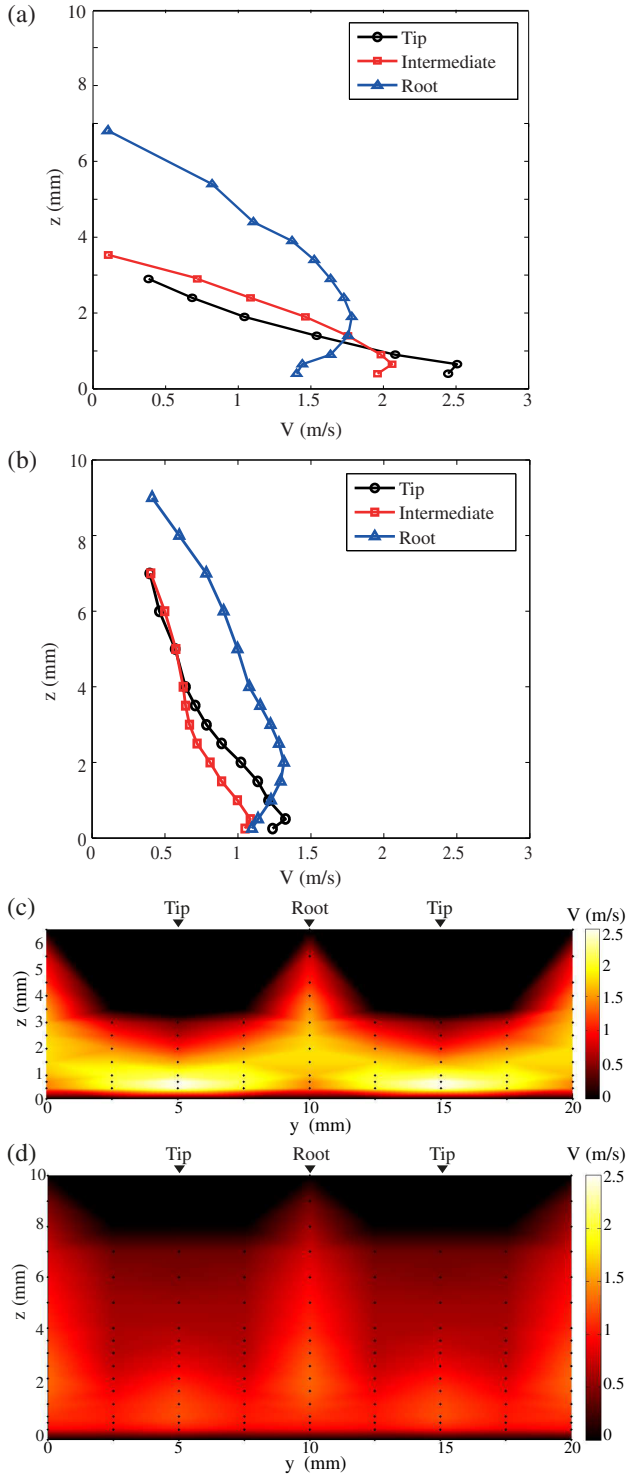 (a)
10
8
6
4
2
0
z (mm)
Tip
Intermediate
Root
0 0.5 1 1.5 2 2.5 3
V (m/s)
(b)
10
8
6
4
2
0
z (mm)
Tip
Intermediate
Root
0 0.5 1 1.5 2 2.5 3
V (m/s)
(c)
Tip Root Tip V (m/s)
6
5
4
3
2
1
0
z (mm)
0 5 10 15 20
y (mm)
2.5
2
1.5
1
0.5
0
(d)
Tip Root Tip V (m/s)
10
8
6
4
2
0
z (mm)
0 5 10 15 20
y (mm)
2.5
2
1.5
1
0.5
0